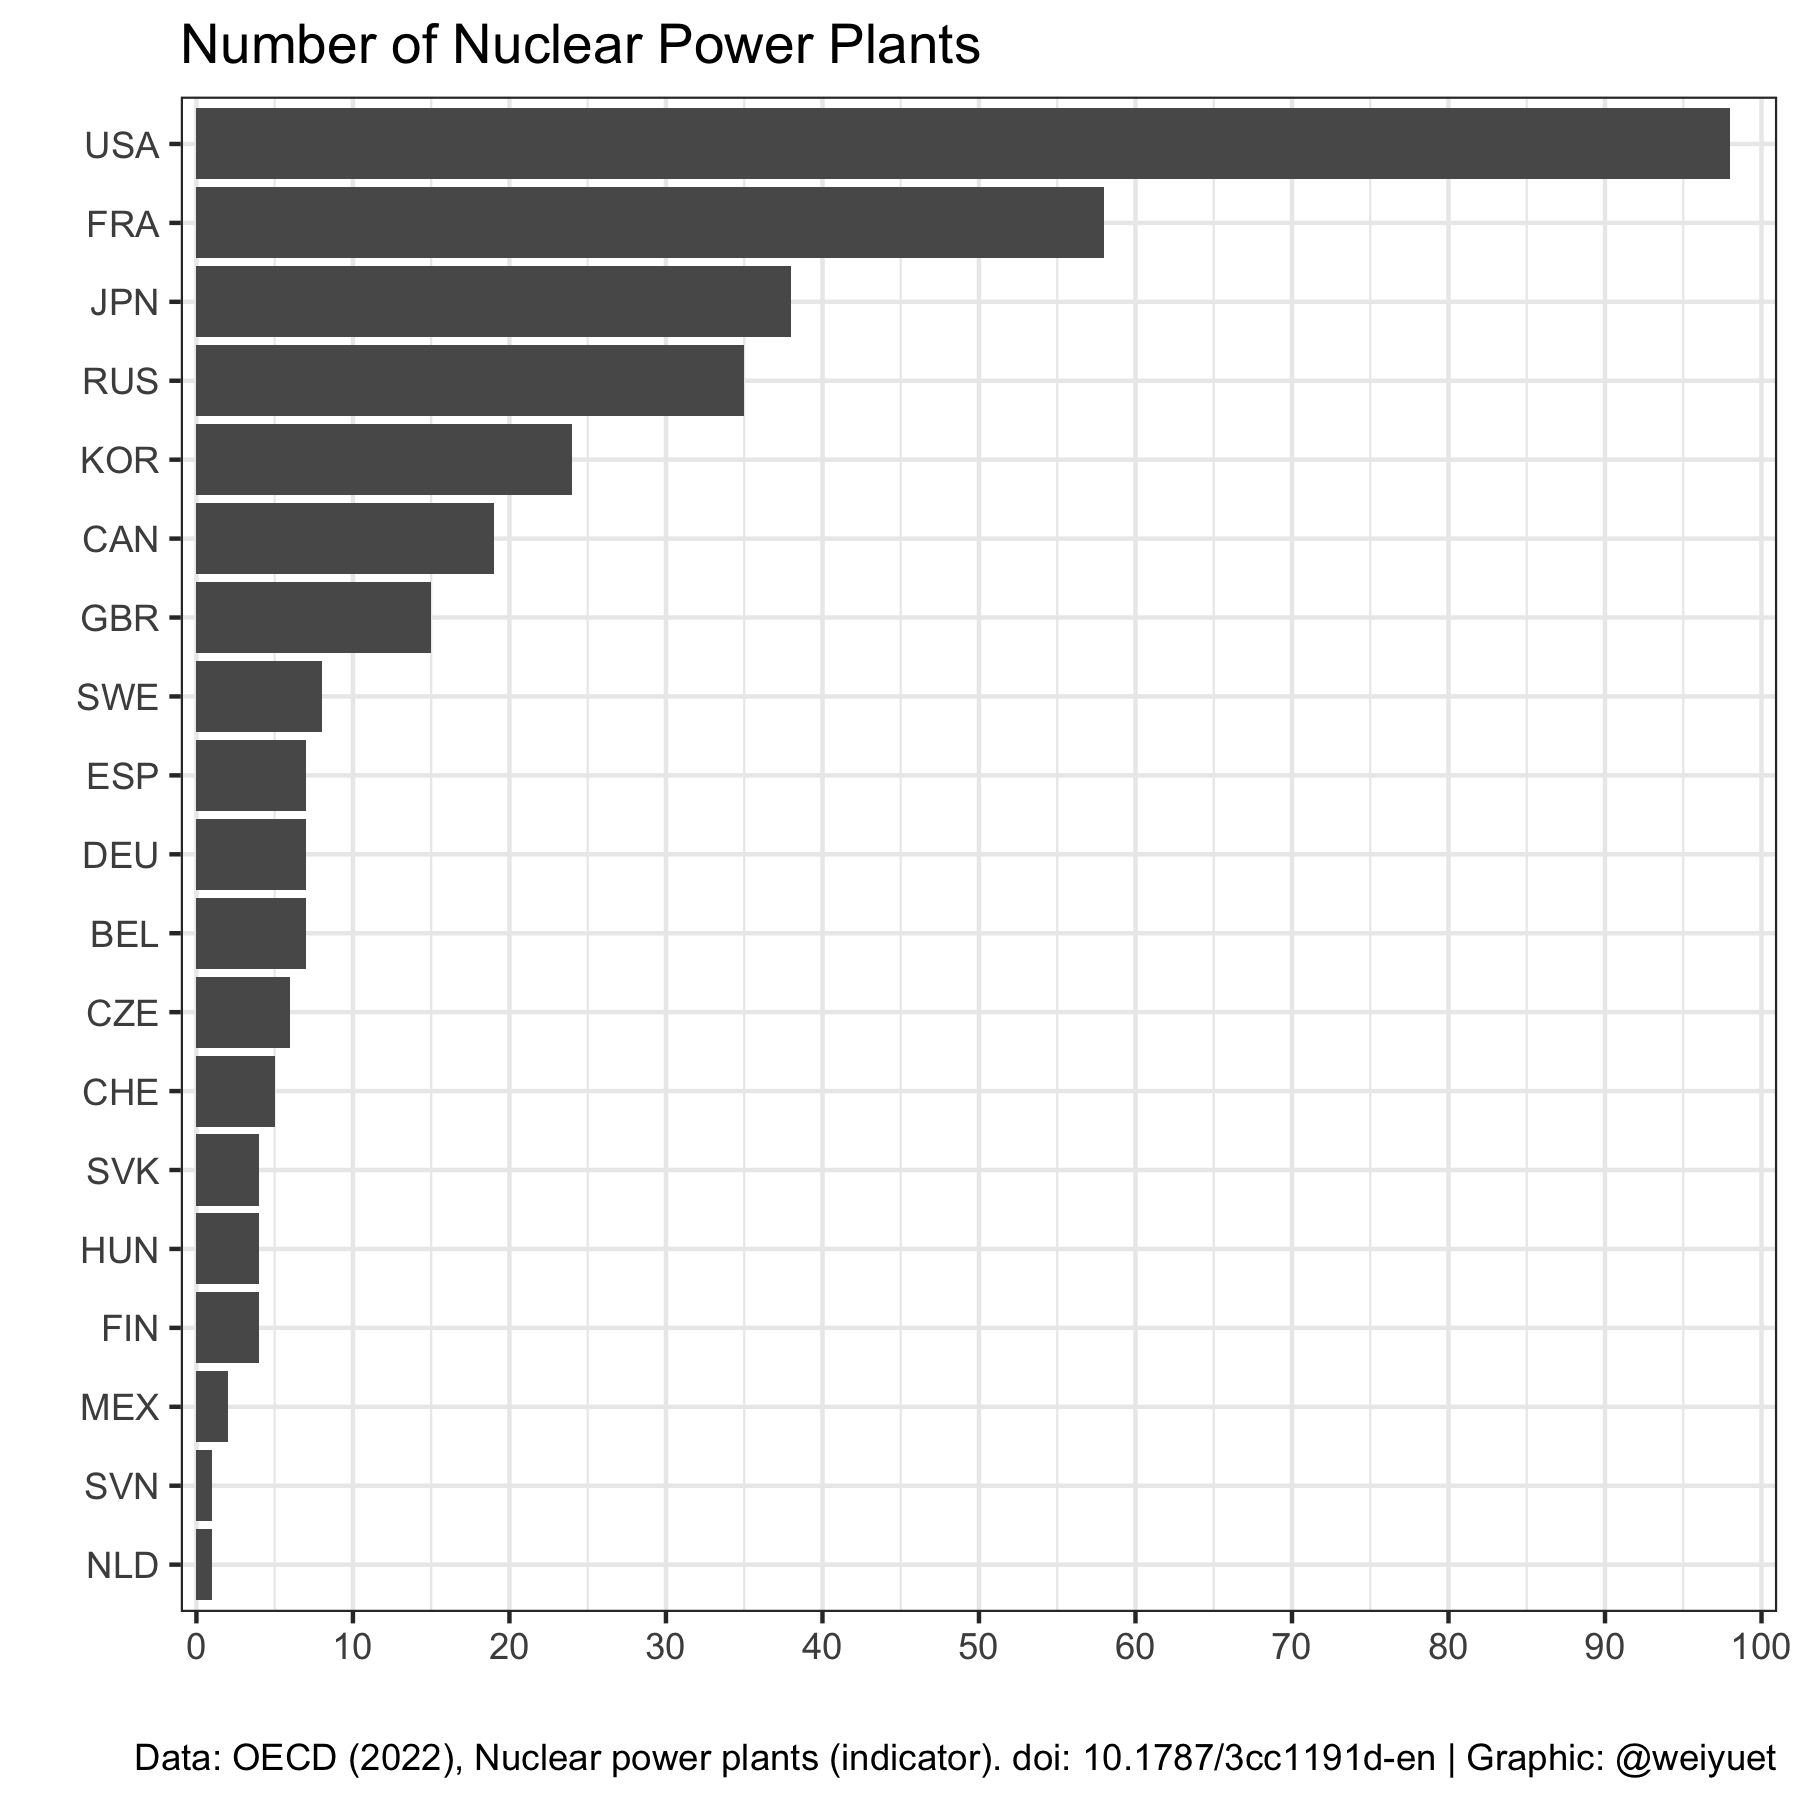 Number of Nuclear Power Plants
USA
FRA
JPN
RUS
KOR
CAN
GBR
SWE
ESP
DEU
BEL
CZE
CHE
SVK
HUN
FIN
MEX
SVN
NLD
0 10 20 30 40 50 60 70 80 90 100
Data: OECD (2022), Nuclear power plants (indicator). doi: 10.1787/3cc1191d-en | Graphic: @weiyuet